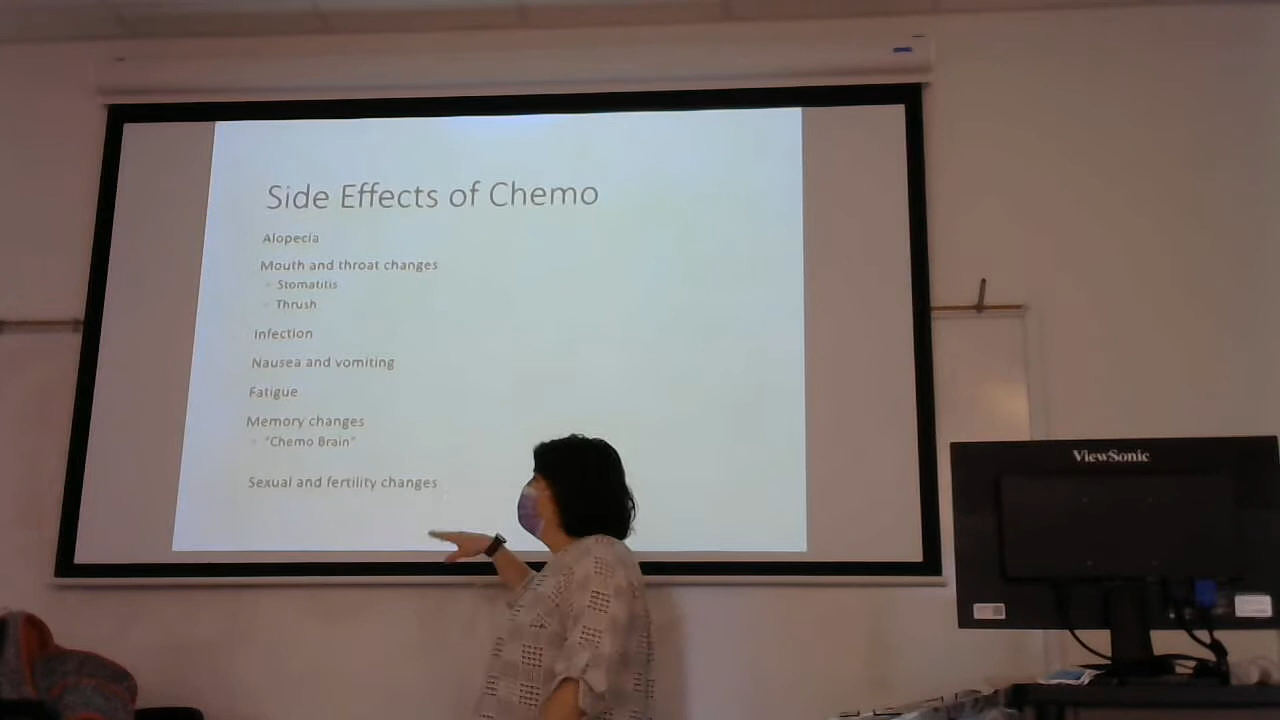 Side Effects of Chemo
Alopecia
Mouth and throat changes
Stomatitis
Thrush
Infection
Nausea and vomiting
Fatigue
Memory changes
"Chemo Brain"
Sexual and fertility changes
ViewSonic